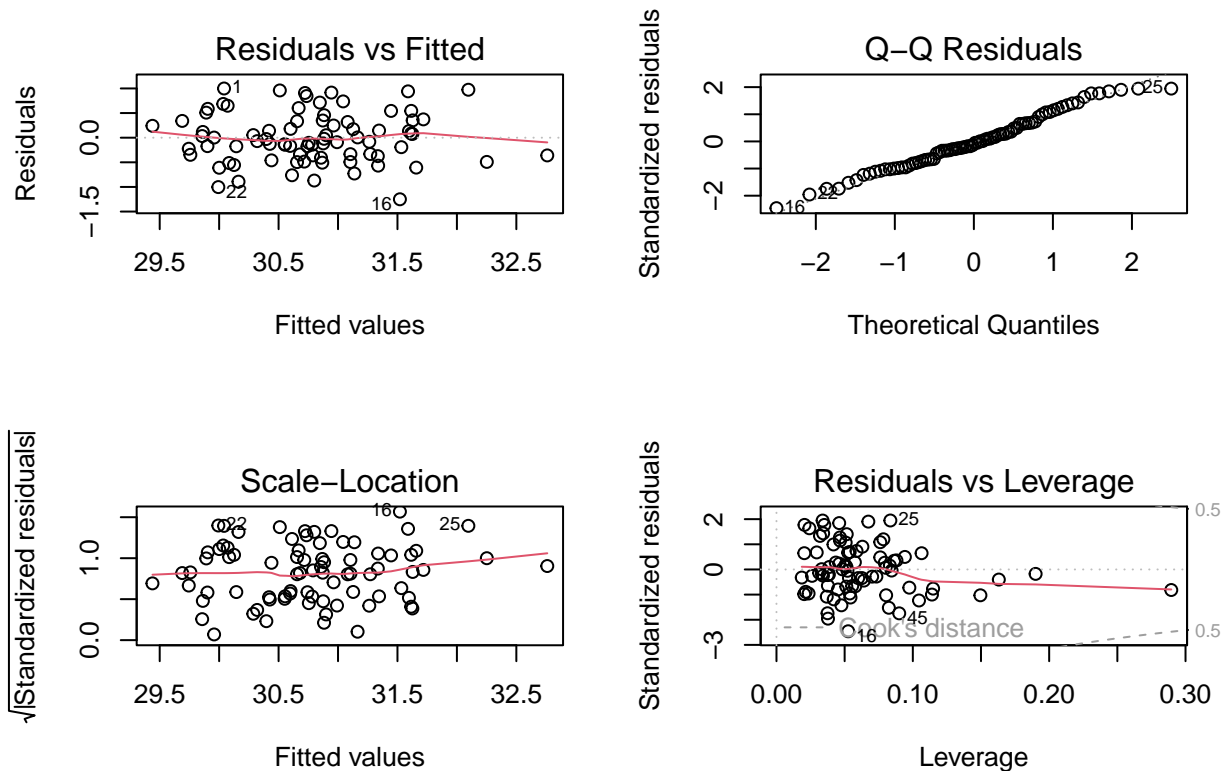 Residuals vs Fitted
Residuals
0.0
−1.5
1
22
16
29.5 30.5 31.5 32.5
Fitted values
Q−Q Residuals
Standardized residuals
2
0
−2
25
22
16
−2 −1 0 1 2
Theoretical Quantiles
Scale−Location
√|Standardized residuals|
1.0
0.0
22
16
25
29.5 30.5 31.5 32.5
Fitted values
Residuals vs Leverage
Standardized residuals
2
0
−3
25
45
16
Cook's distance
0.5
0.5
0.00 0.10 0.20 0.30
Leverage